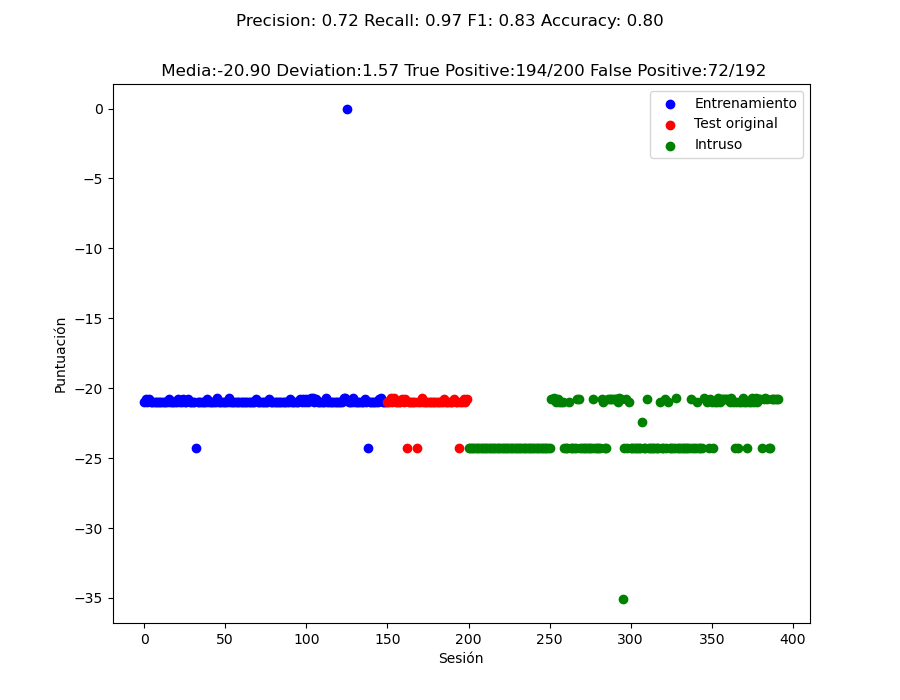 Precision: 0.72 Recall: 0.97 F1: 0.83 Accuracy: 0.80
Media:-20.90 Deviation:1.57 True Positive:194/200 False Positive:72/192
Entrenamiento
Test original
Intruso
0
−5
−10
−15
−20
−25
−30
−35
Puntuación
0 50 100 150 200 250 300 350 400
Sesión